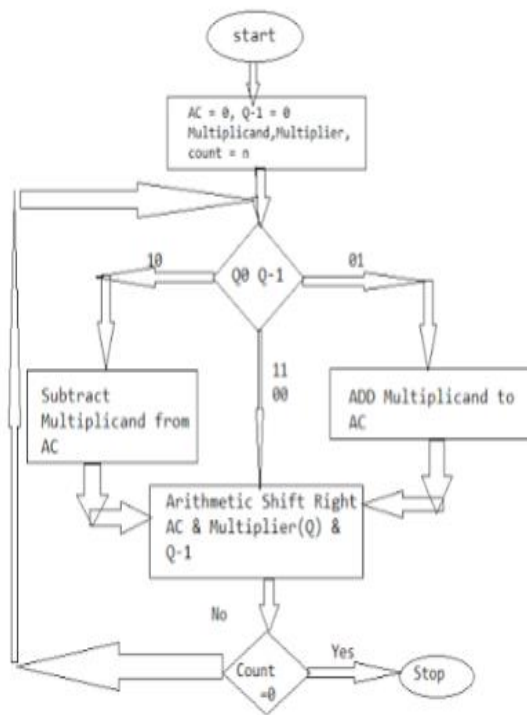 start
AC = 0, Q-1 = 0
Multiplicand,Multiplier,
count = n
10
Q0 Q-1
01
11
00
Subtract
Multiplicand from
AC
ADD Multiplicand to
AC
Arithmetic Shift Right
AC & Multiplier(Q) &
Q-1
No
Yes
Count
=0
Stop